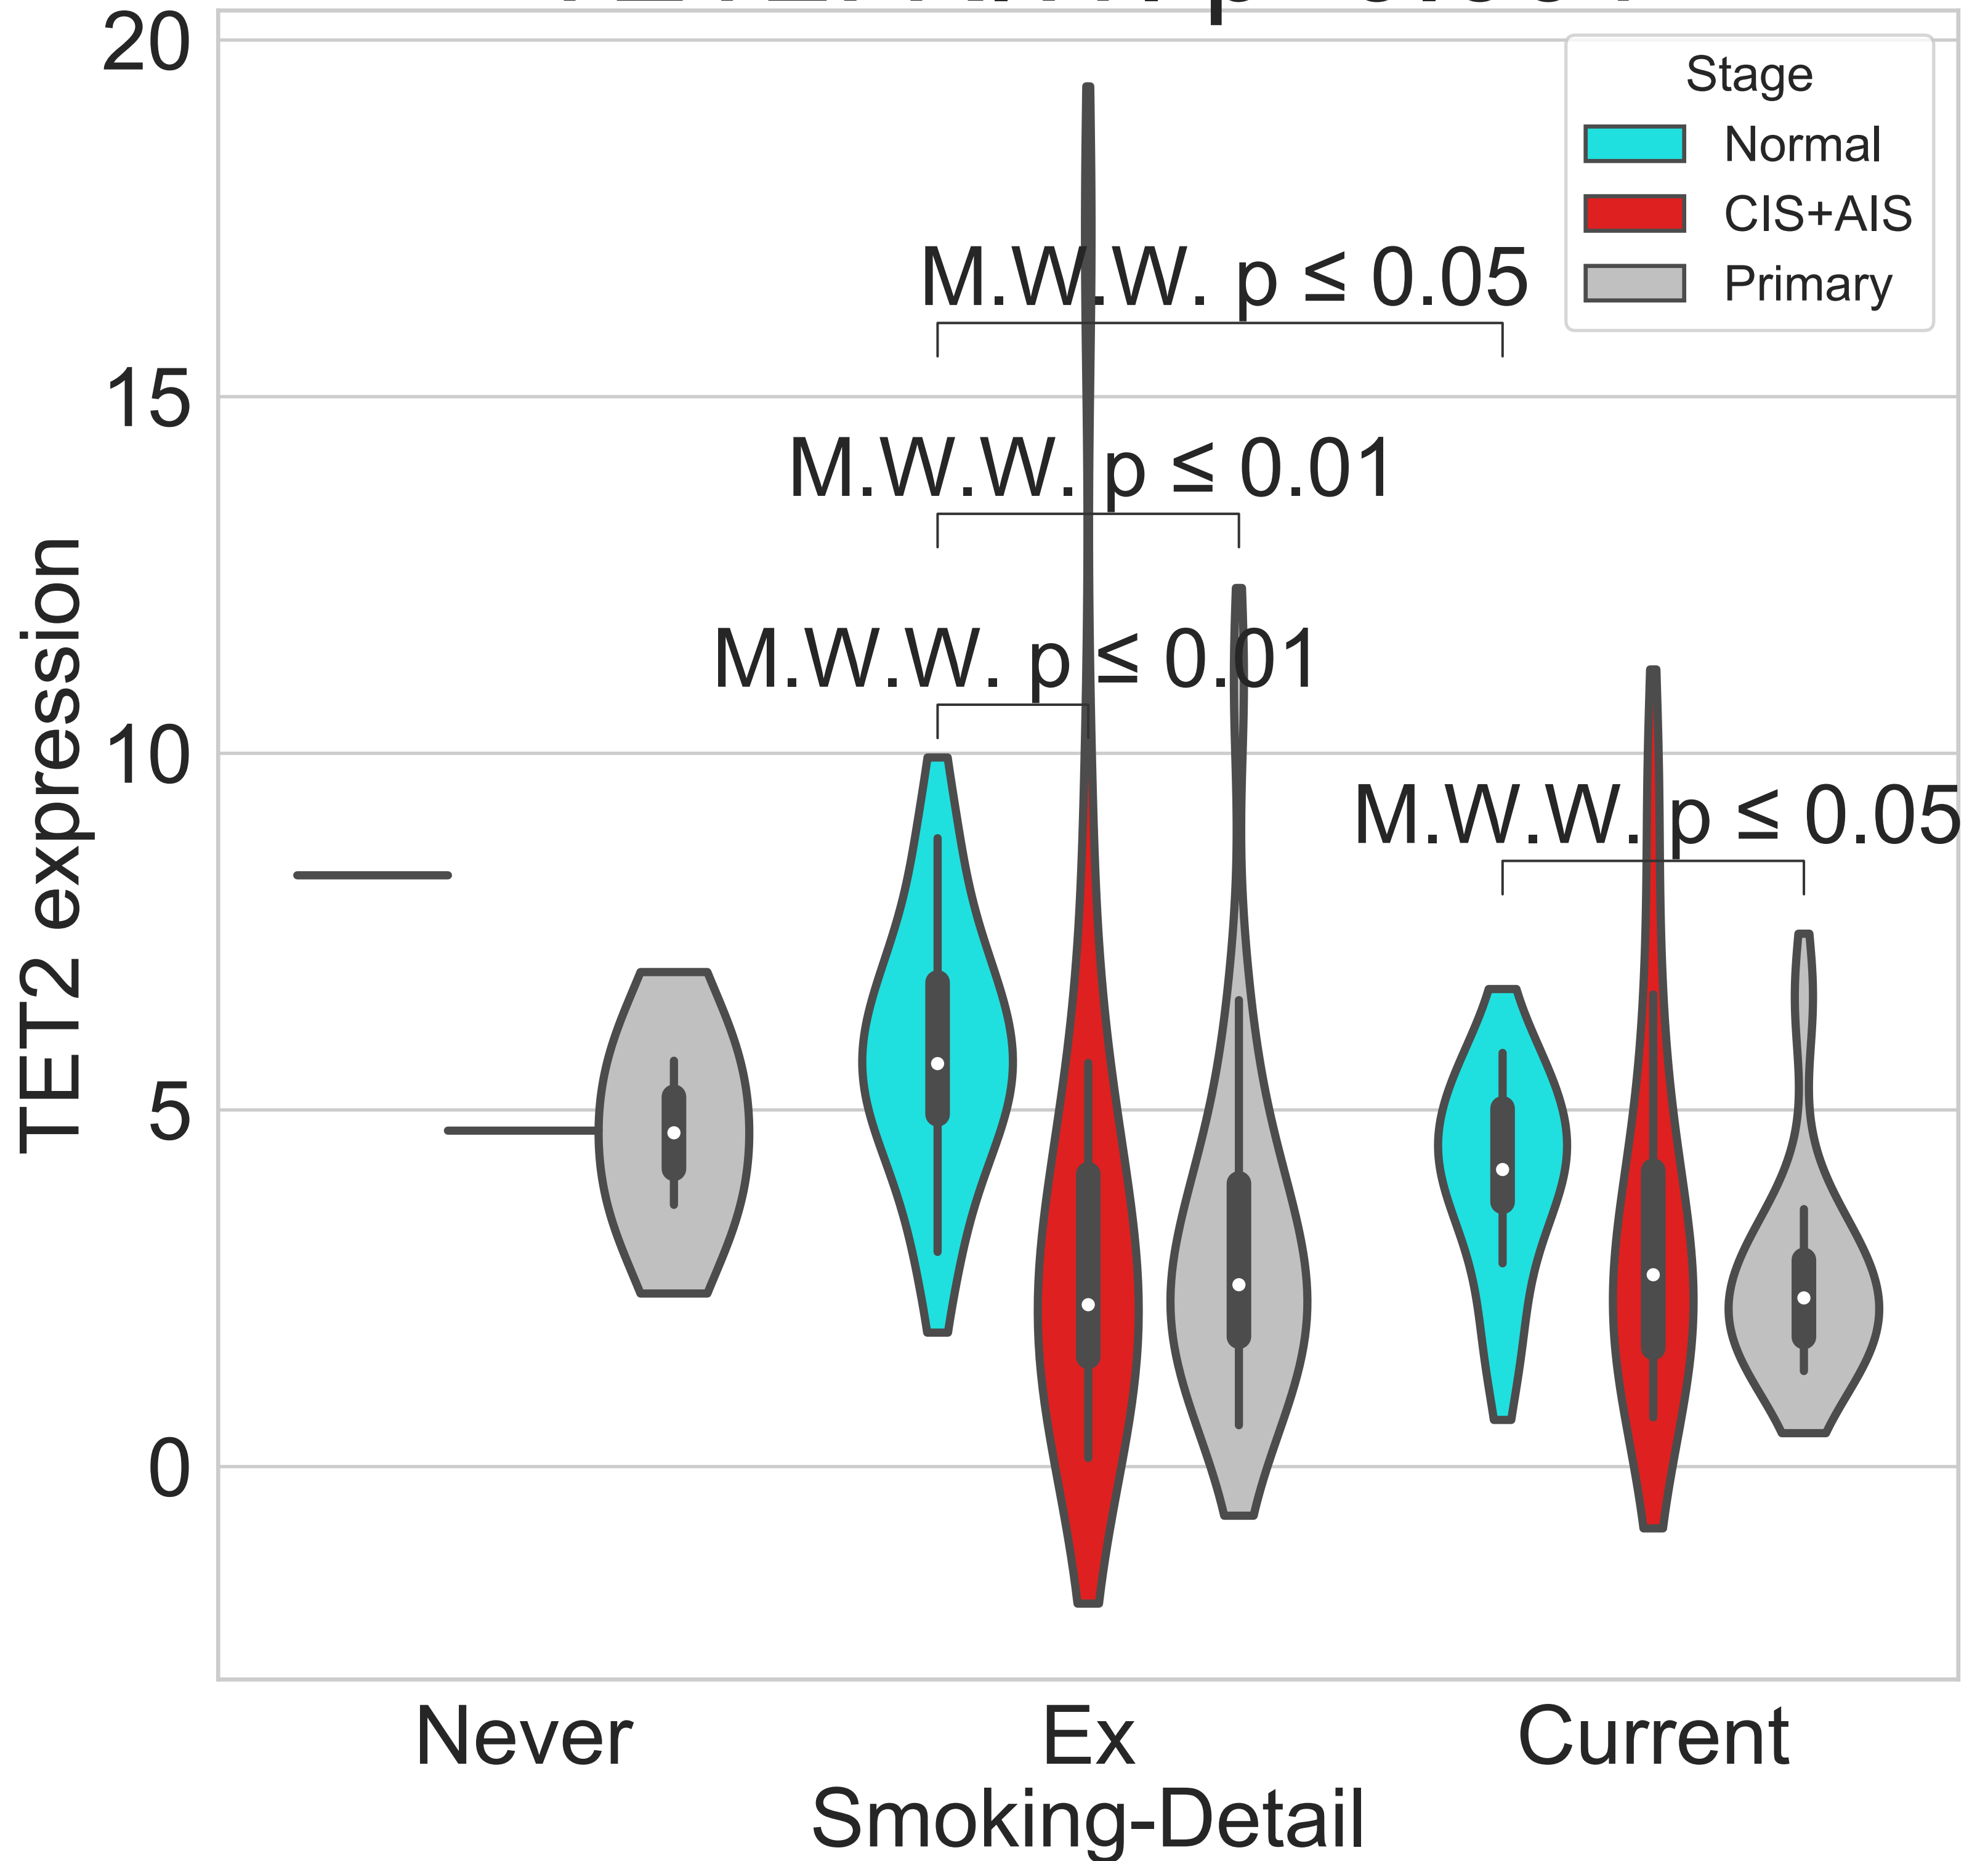 20
Stage
Normal
CIS+AIS
Primary
M.W.W. p ≤ 0.05
15
M.W.W. p ≤ 0.01
M.W.W. p ≤ 0.01
10
M.W.W. p ≤ 0.05
TET2 expression
5
0
Never
Ex
Current
Smoking-Detail